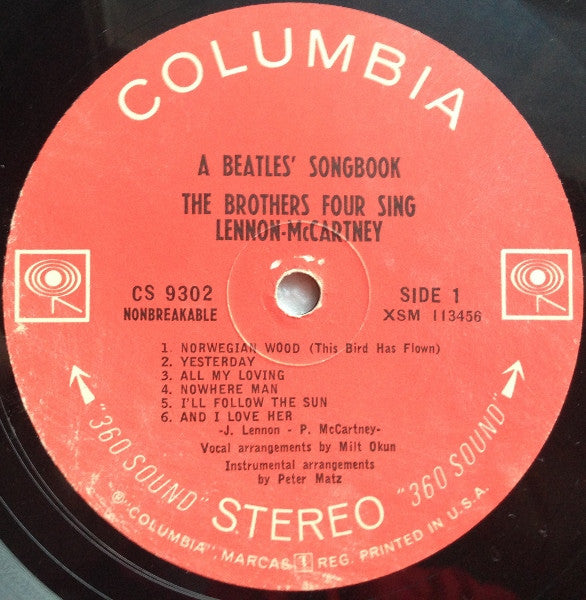 COLUMBIA
A BEATLES' SONGBOOK
THE BROTHERS FOUR SING
LENNON-McCARTNEY
CS 9302
NONBREAKABLE
SIDE 1
XSM 113456
1. NORWEGIAN WOOD (This Bird Has Flown)
2. YESTERDAY
3. ALL MY LOVING
4. NOWHERE MAN
5. I'LL FOLLOW THE SUN
6. AND I LOVE HER
-J. Lennon - P. McCartney-
Vocal arrangements by Milt Okun
Instrumental arrangements
by Peter Matz
"360 SOUND" STEREO "360 SOUND"
® "COLUMBIA", MARCAS REG. PRINTED IN U.S.A.